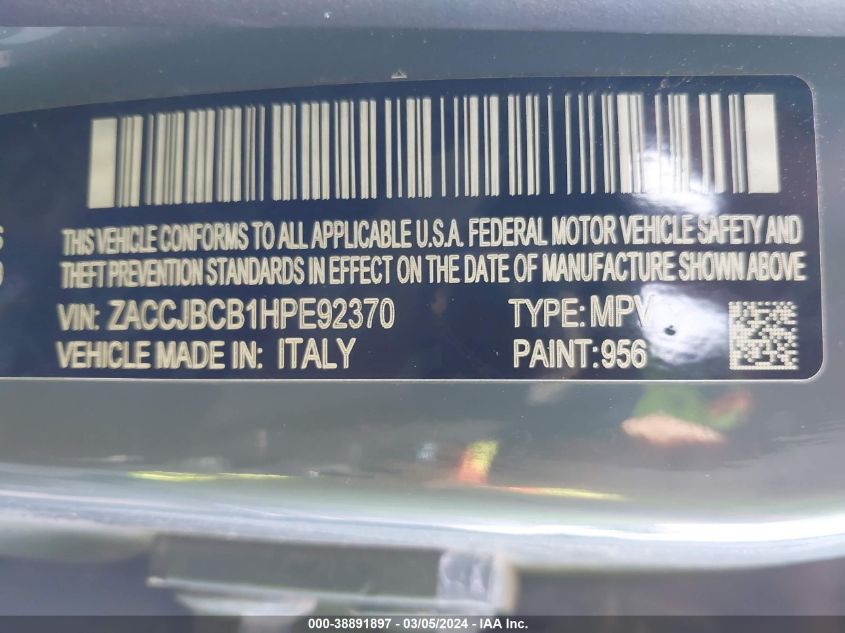 THIS VEHICLE CONFORMS TO ALL APPLICABLE U.S.A. FEDERAL MOTOR VEHICLE SAFETY AND
THEFT PREVENTION STANDARDS IN EFFECT ON THE DATE OF MANUFACTURE SHOWN ABOVE
VIN: ZACCJBCB1HPE92370 TYPE: MPV
VEHICLE MADE IN: ITALY PAINT: 956
000-38891897 - 03/05/2024 - IAA Inc.